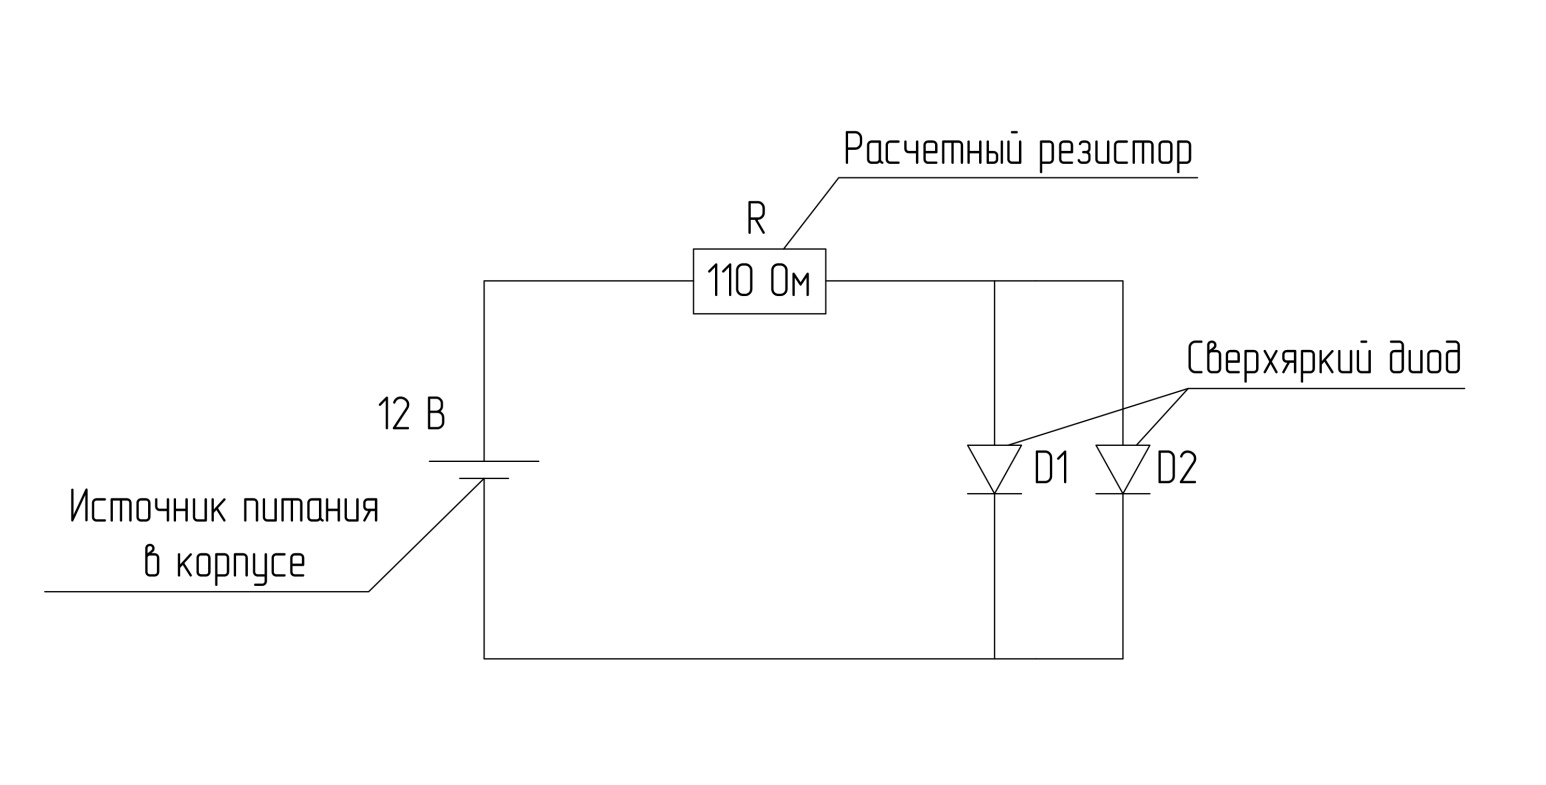 Расчетный резистор
R
110 Ом
Сверхяркий диод
12 В
D1
D2
Источник питания
в корпусе